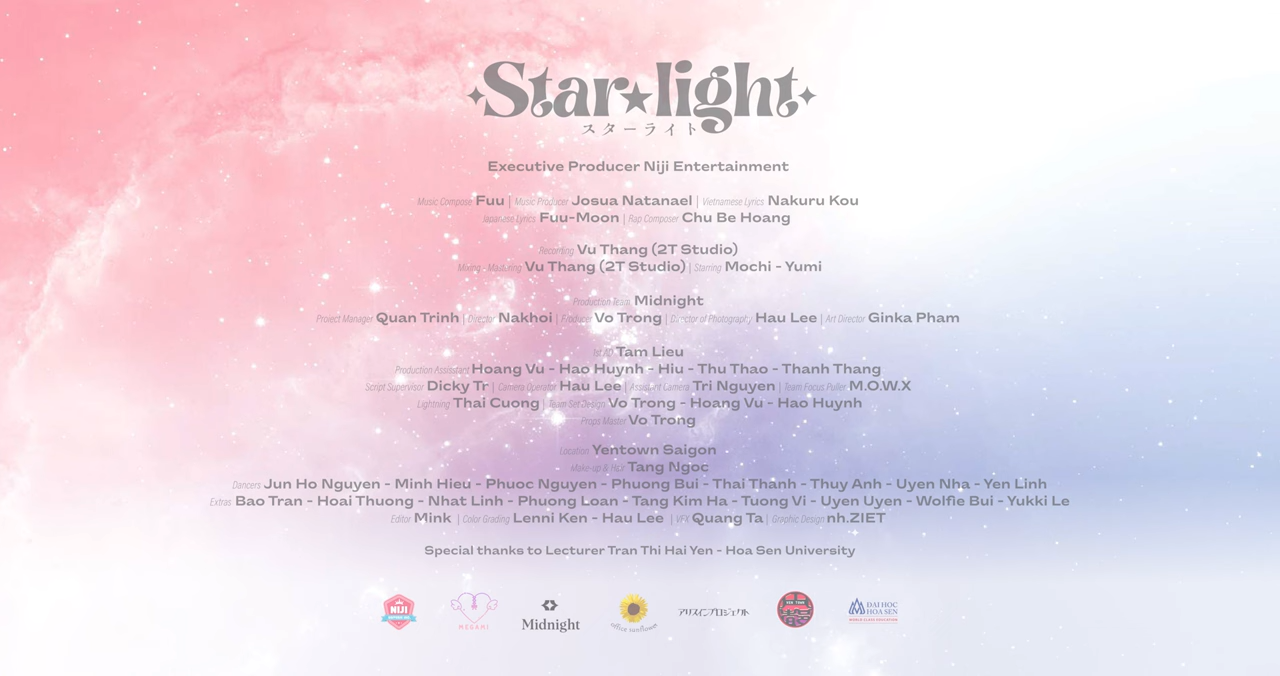 Star★light
スターライト
Executive Producer Niji Entertainment
Music Compose Fuu | Music Producer Josua Natanael | Vietnamese Lyrics Nakuru Kou
Japanese Lyrics Fuu-Moon | Rap Composer Chu Be Hoang
Recording Vu Thang (2T Studio)
Mixing - Mastering Vu Thang (2T Studio) | Starring Mochi - Yumi
Production Team Midnight
Project Manager Quan Trinh | Director Nakhoi | Producer Vo Trong | Director of Photography Hau Lee | Art Director Ginka Pham
1st AD Tam Lieu
Production Assisstant Hoang Vu - Hao Huynh - Hiu - Thu Thao - Thanh Thang
Script Supervisor Dicky Tr | Camera Operator Hau Lee | Assistant Camera Tri Nguyen | Team Focus Puller M.O.W.X
Lightning Thai Cuong | Team Set Design Vo Trong - Hoang Vu - Hao Huynh
Props Master Vo Trong
Location Yentown Saigon
Make-up & Hair Tang Ngoc
Dancers Jun Ho Nguyen - Minh Hieu - Phuoc Nguyen - Phuong Bui - Thai Thanh - Thuy Anh - Uyen Nha - Yen Linh
Extras Bao Tran - Hoai Thuong - Nhat Linh - Phuong Loan - Tang Kim Ha - Tuong Vi - Uyen Uyen - Wolfie Bui - Yukki Le
Editor Mink | Color Grading Lenni Ken - Hau Lee | VFX Quang Ta | Graphic Design nh.ZIET
Special thanks to Lecturer Tran Thi Hai Yen - Hoa Sen University
NIJI
MEGAMI
Midnight
office sunflower
アリスインプロジェクト
YEN TOWN
DAI HOC
HOA SEN
WORLD CLASS EDUCATION